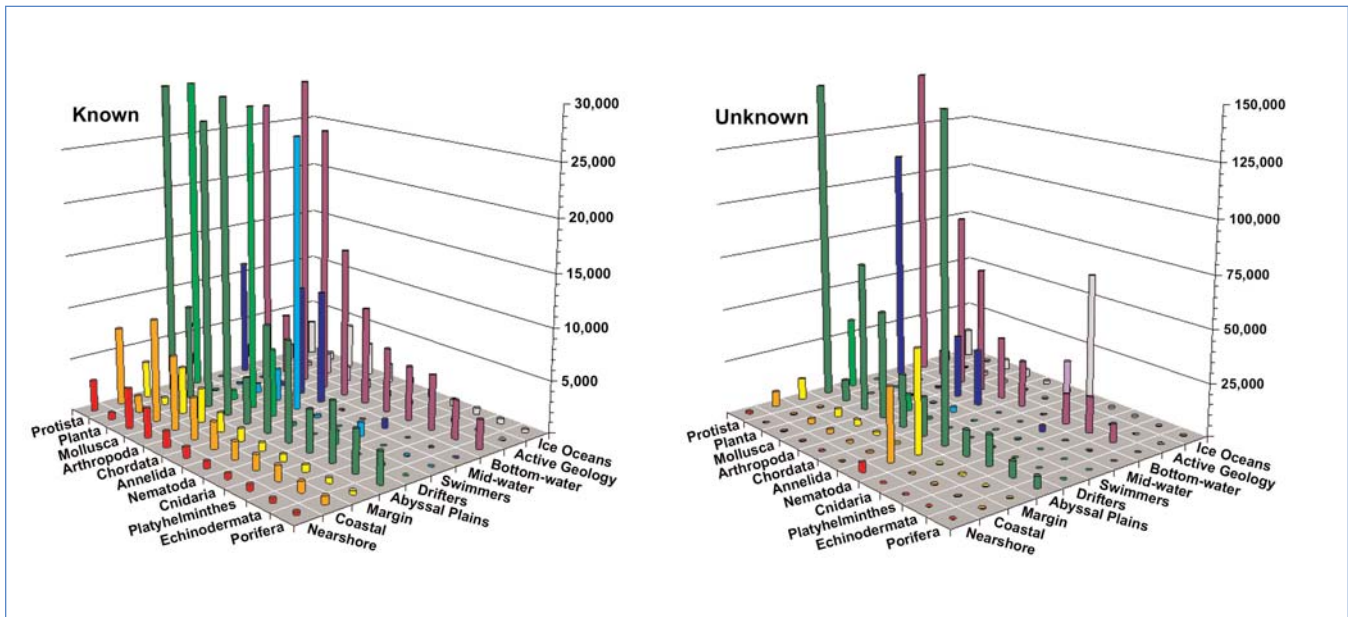 Known
30,000
25,000
20,000
15,000
10,000
5,000
Protista
Planta
Mollusca
Arthropoda
Chordata
Annelida
Nematoda
Cnidaria
Platyhelminthes
Echinodermata
Porifera
Nearshore
Coastal
Margin
Abyssal Plains
Drifters
Swimmers
Mid-water
Bottom-water
Active Geology
Ice Oceans
Unknown
150,000
125,000
100,000
75,000
50,000
25,000
Protista
Planta
Mollusca
Arthropoda
Chordata
Annelida
Nematoda
Cnidaria
Platyhelminthes
Echinodermata
Porifera
Nearshore
Coastal
Margin
Abyssal Plains
Drifters
Swimmers
Mid-water
Bottom-water
Active Geology
Ice Oceans